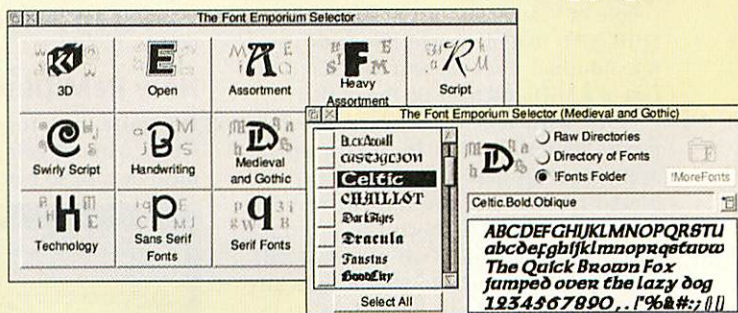 The Font Emporium Selector
3D
Open
Assortment
Heavy
Assortment
Script
Swirly Script
Handwriting
Medieval
and Gothic
Technology
Sans Serif
Fonts
Serif Fonts
The Font Emporium Selector (Medieval and Gothic)
Celtic
CHAILLOT
DarkAges
Dracula
Faustus
GoodCity
Select All
Raw Directories
Directory of Fonts
!Fonts Folder
!MoreFonts
Celtic.Bold.Oblique
ABCDEFGHIJKLMNOPQRSTU
abcdefghijklmnopqrstuvw
The Quick Brown Fox
jumped over the lazy dog
1234567890